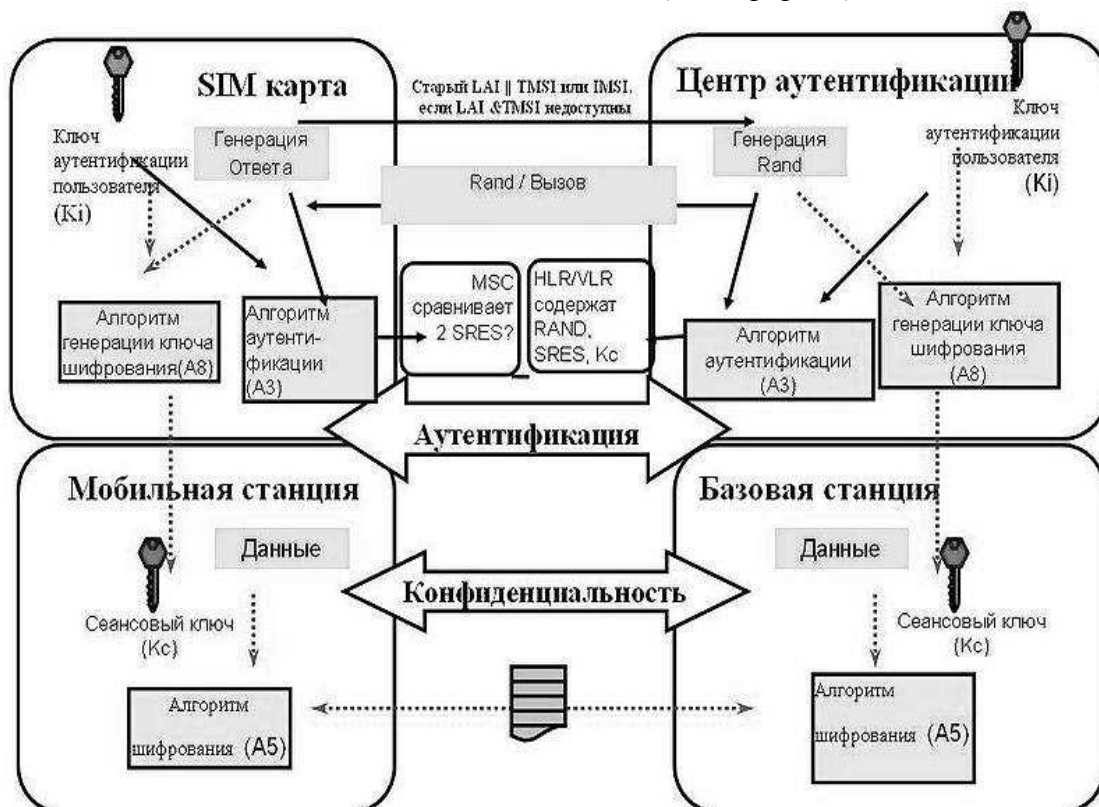 SIM карта
Старый LAI || TMSI или IMSI,
если LAI &TMSI недоступны
Центр аутентификации
Ключ
аутентификации
пользователя
(Ki)
Генерация
Ответа
Rand / Вызов
Генерация
Rand
Ключ
аутентификации
пользователя
(Ki)
Алгоритм
генерации ключа
шифрования(A8)
Алгоритм
аутенти-
фикации
(A3)
MSC
сравнивает
2 SRES?
HLR/VLR
содержат
RAND,
SRES, Kc
Алгоритм
аутентификации
(A3)
Алгоритм
генерации ключа
шифрования
(A8)
Аутентификация
Мобильная станция
Базовая станция
Данные
Данные
Конфиденциальность
Сеансовый ключ
(Kc)
Сеансовый ключ
(Kc)
Алгоритм
шифрования (A5)
Алгоритм
шифрования (A5)